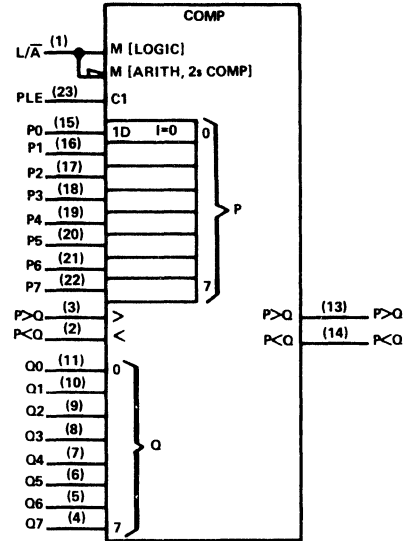 COMP
L/A̅ (1) M [LOGIC]
M [ARITH, 2s COMP]
PLE (23) C1
P0 (15) 1D I=0 0
P1 (16)
P2 (17)
P3 (18)
P4 (19) P
P5 (20)
P6 (21)
P7 (22) 7
P>Q (3) > P>Q (13) P>Q
P<Q (2) < P<Q (14) P<Q
Q0 (11) 0
Q1 (10)
Q2 (9)
Q3 (8)
Q4 (7) Q
Q5 (6)
Q6 (5)
Q7 (4) 7